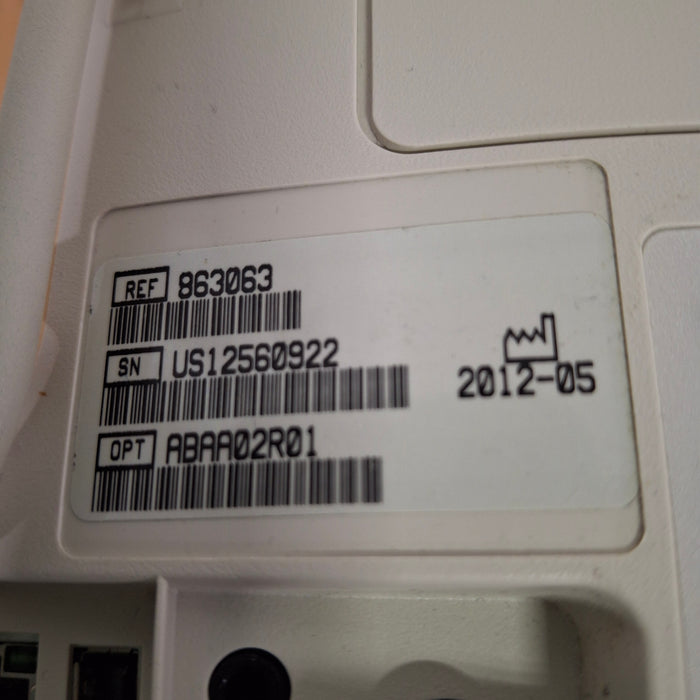 REF 863063
SN US12560922
2012-05
OPT ABAA02R01